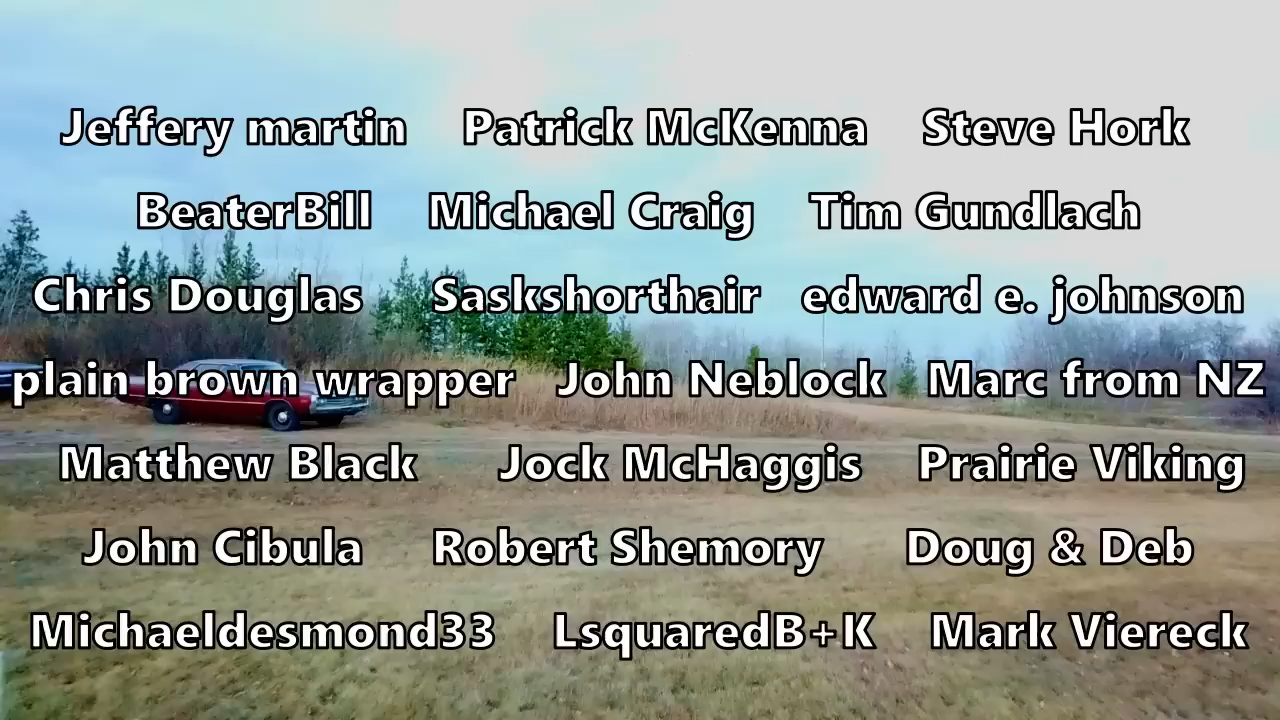 Jeffery martin Patrick McKenna Steve Hork
BeaterBill Michael Craig Tim Gundlach
Chris Douglas Saskshorthair edward e. johnson
plain brown wrapper John Neblock Marc from NZ
Matthew Black Jock McHaggis Prairie Viking
John Cibula Robert Shemory Doug & Deb
Michaeldesmond33 LsquaredB+K Mark Viereck